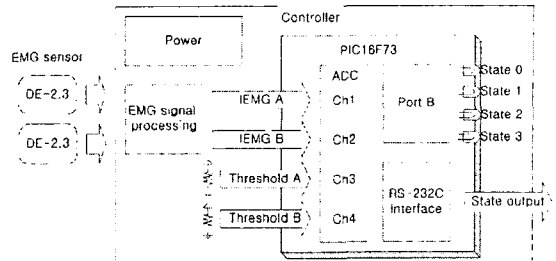 Controller
Power
PIC16F73
EMG sensor
DE-2.3
DE-2.3
EMG signal
processing
IEMG A
IEMG B
Threshold A
Threshold B
ADC
Ch1
Ch2
Ch3
Ch4
Port B
RS-232C
interface
State 0
State 1
State 2
State 3
State output